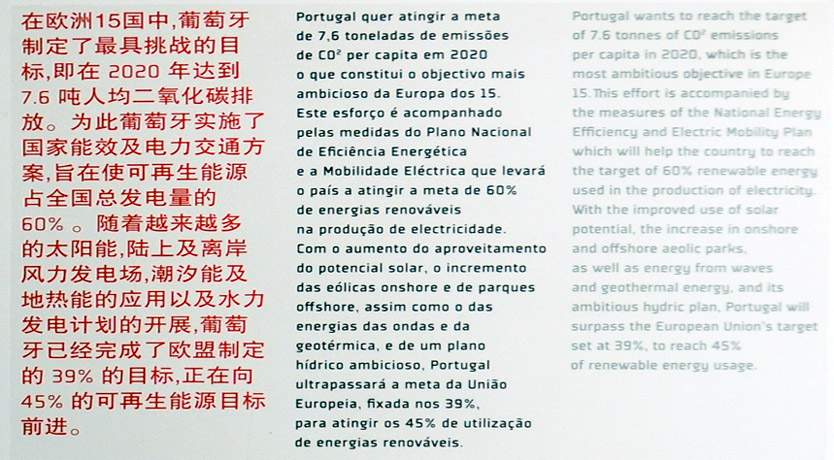 在欧洲15国中,葡萄牙
制定了最具挑战的目
标,即在 2020 年达到
7.6 吨人均二氧化碳排
放。为此葡萄牙实施了
国家能效及电力交通方
案,旨在使可再生能源
占全国总发电量的
60% 。随着越来越多
的太阳能,陆上及离岸
风力发电场,潮汐能及
地热能的应用以及水力
发电计划的开展,葡萄
牙已经完成了欧盟制定
的 39% 的目标,正在向
45% 的可再生能源目标
前进。
Portugal quer atingir a meta
de 7,6 toneladas de emissões
de CO² per capita em 2020
o que constitui o objectivo mais
ambicioso da Europa dos 15.
Este esforço é acompanhado
pelas medidas do Plano Nacional
de Eficiência Energética
e a Mobilidade Eléctrica que levará
o país a atingir a meta de 60%
de energias renováveis
na produção de electricidade.
Com o aumento do aproveitamento
do potencial solar, o incremento
das eólicas onshore e de parques
offshore, assim como o das
energias das ondas e da
geotérmica, e de um plano
hídrico ambicioso, Portugal
ultrapassará a meta da União
Europeia, fixada nos 39%,
para atingir os 45% de utilização
de energias renováveis.
Portugal wants to reach the target
of 7.6 tonnes of CO² emissions
per capita in 2020, which is the
most ambitious objective in Europe
15. This effort is accompanied by
the measures of the National Energy
Efficiency and Electric Mobility Plan
which will help the country to reach
the target of 60% renewable energy
used in the production of electricity.
With the improved use of solar
potential, the increase in onshore
and offshore aeolic parks,
as well as energy from waves
and geothermal energy, and its
ambitious hydric plan, Portugal will
surpass the European Union's target
set at 39%, to reach 45%
of renewable energy usage.